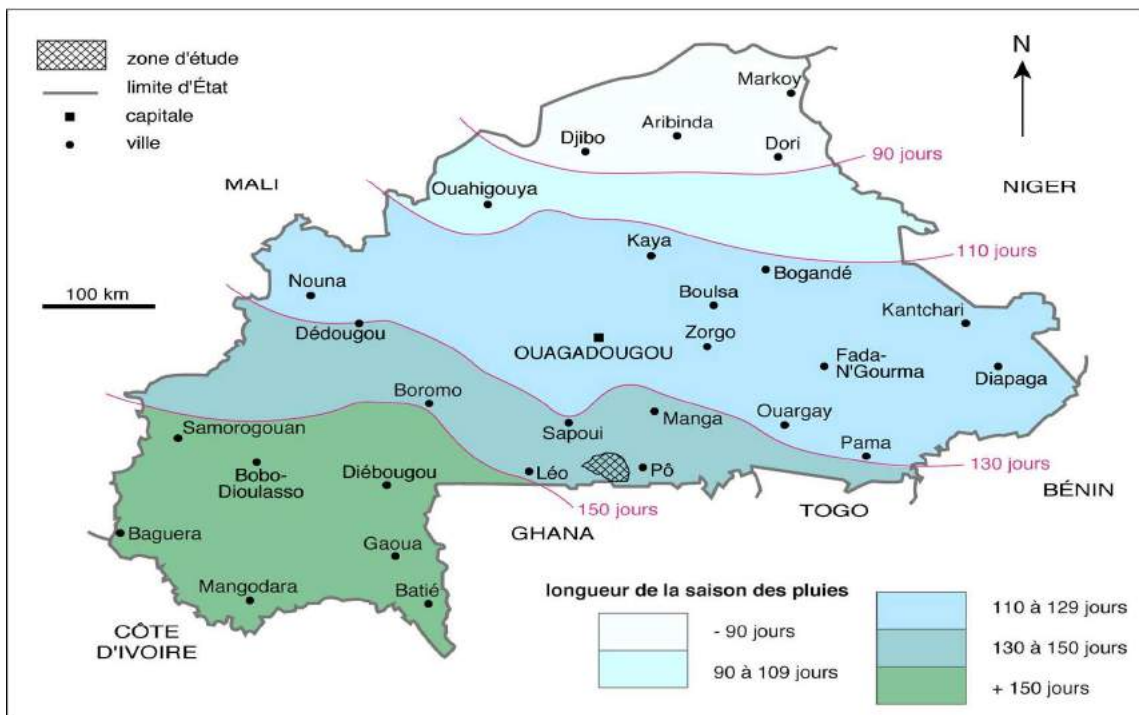 zone d'étude
limite d'État
capitale
ville
N
Markoy
Aribinda
Djibo
Dori
90 jours
MALI
NIGER
Ouahigouya
Kaya
110 jours
Bogandé
Nouna
100 km
Boulsa
Kantchari
Dédougou
Zorgo
OUAGADOUGOU
Fada-
N'Gourma
Diapaga
Boromo
Manga
Ouargay
Samorogouan
Sapoui
Pama
130 jours
Bobo-
Dioulasso
Diébougou
Léo
Pô
BÉNIN
150 jours
TOGO
GHANA
Baguera
Gaoua
Mangodara
Batié
CÔTE
D'IVOIRE
longueur de la saison des pluies
- 90 jours
90 à 109 jours
110 à 129 jours
130 à 150 jours
+ 150 jours